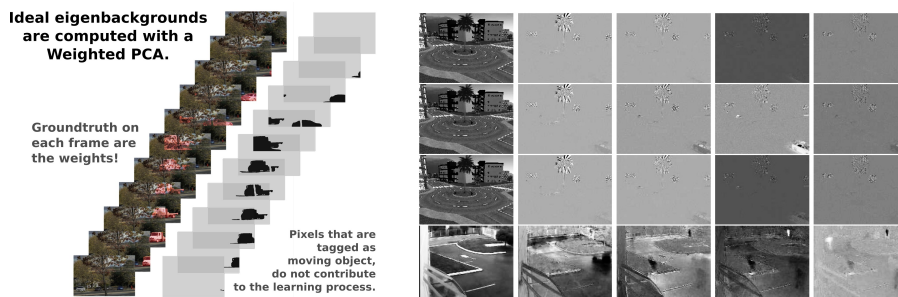 Ideal eigenbackgrounds
are computed with a
Weighted PCA.
Groundtruth on
each frame are
the weights!
Pixels that are
tagged as
moving object,
do not contribute
to the learning process.